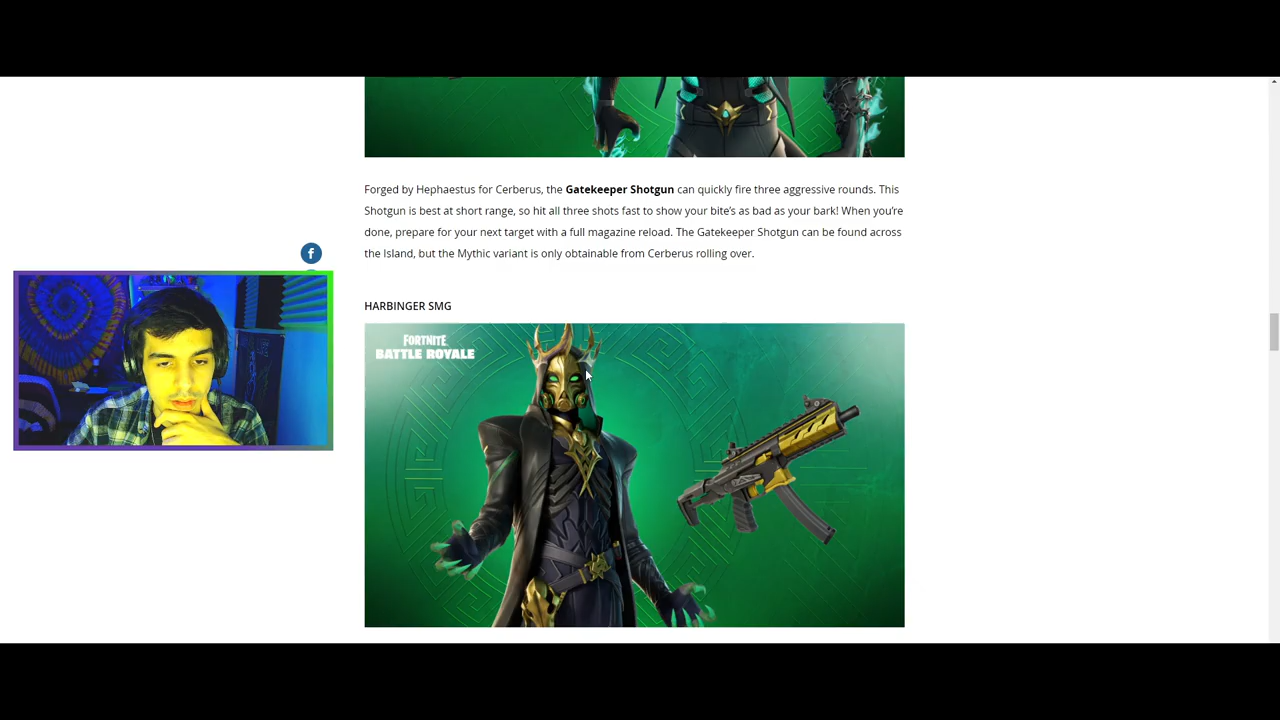 Forged by Hephaestus for Cerberus, the Gatekeeper Shotgun can quickly fire three aggressive rounds. This
Shotgun is best at short range, so hit all three shots fast to show your bite’s as bad as your bark! When you’re
done, prepare for your next target with a full magazine reload. The Gatekeeper Shotgun can be found across
the Island, but the Mythic variant is only obtainable from Cerberus rolling over.
HARBINGER SMG
FORTNITE
BATTLE ROYALE